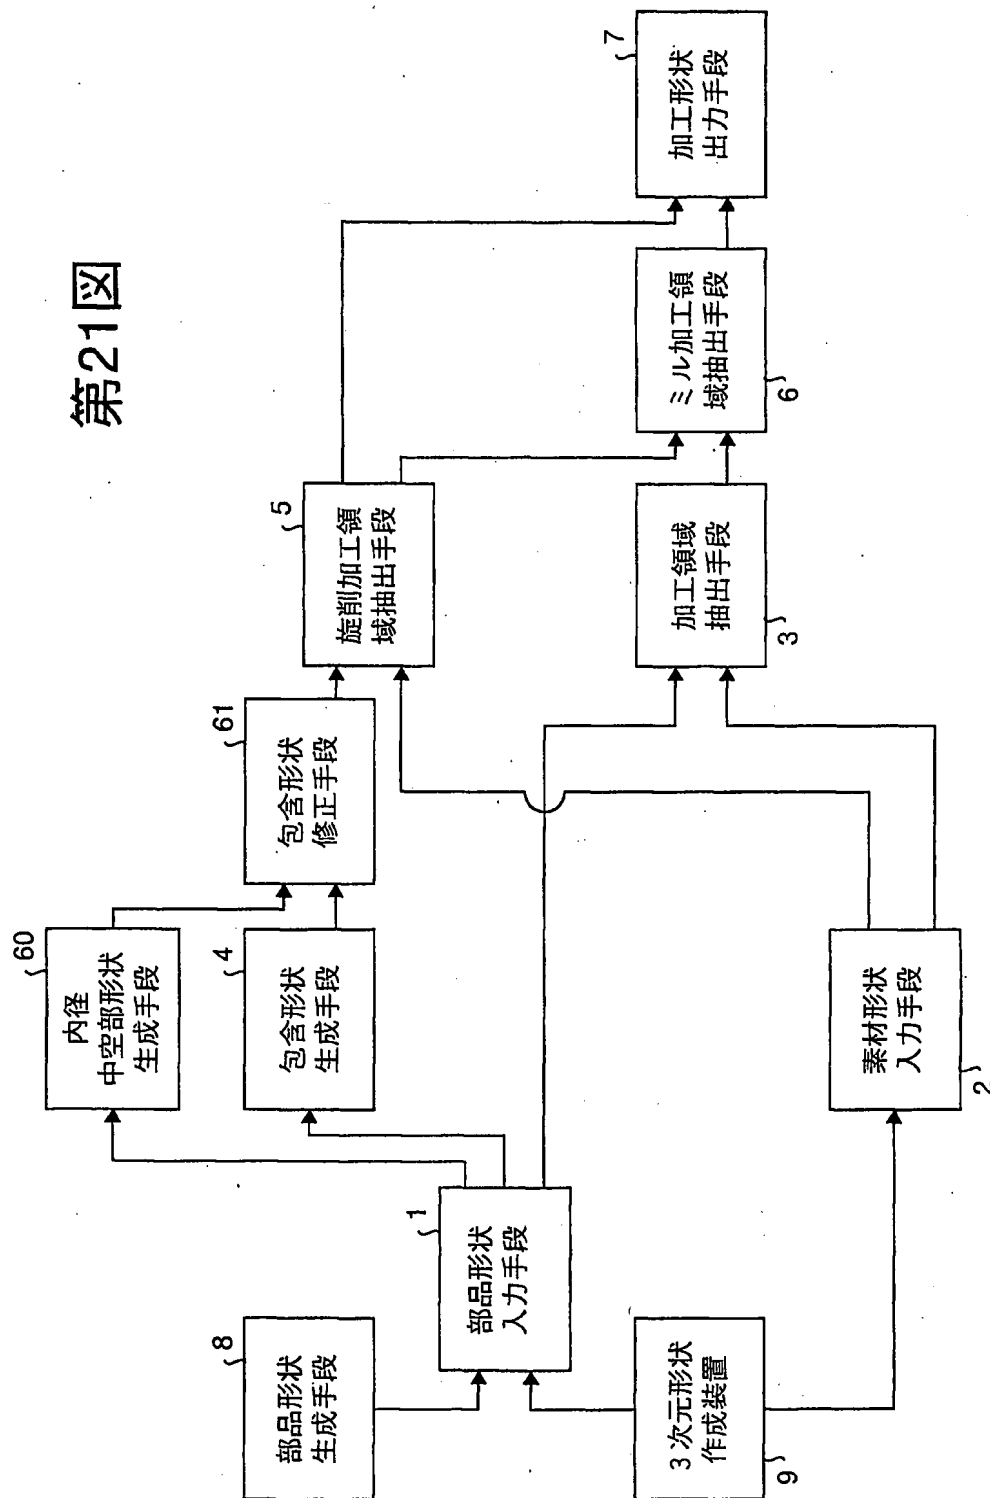 第21図
8
部品形状
生成手段
9
3次元形状
作成装置
1
部品形状
入力手段
60
内径
中空部形状
生成手段
4
包含形状
生成手段
2
素材形状
入力手段
61
包含形状
修正手段
5
旋削加工領
域抽出手段
3
加工領域
抽出手段
6
ミル加工領
域抽出手段
7
加工形状
出力手段